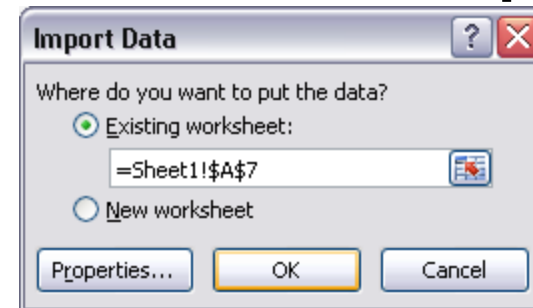 Import Data
?
Where do you want to put the data?
Existing worksheet:
=Sheet1!$A$7
New worksheet
Properties... OK Cancel